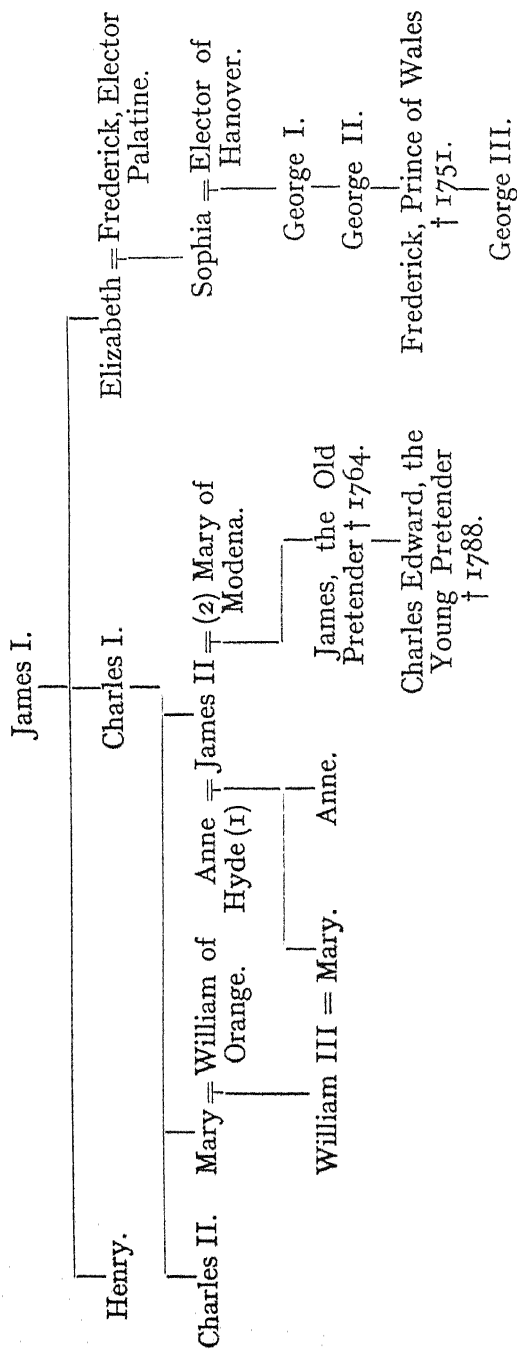 James I.
Henry.
Charles I.
Elizabeth = Frederick, Elector
Palatine.
Charles II.
Mary = William of
Orange.
Anne = James II = (2) Mary of
Hyde (1)
Modena.
Sophia = Elector of
Hanover.
William III = Mary.
Anne.
James, the Old
Pretender † 1764.
George I.
George II.
Charles Edward, the
Young Pretender
† 1788.
Frederick, Prince of Wales
† 1751.
George III.